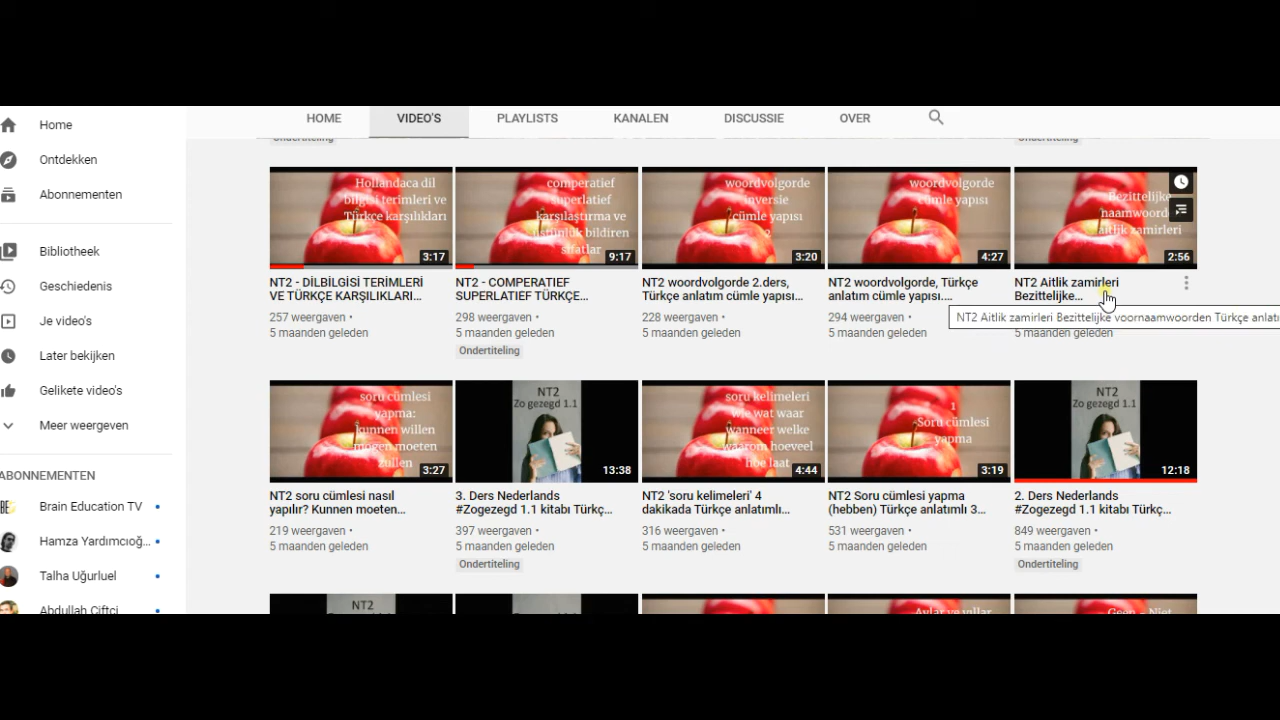 HOME
VIDEO'S
PLAYLISTS
KANALEN
DISCUSSIE
OVER
Home
Ontdekken
Abonnementen
Bibliotheek
Geschiedenis
Je video's
Later bekijken
Gelikete video's
Meer weergeven
ABONNEMENTEN
Brain Education TV
Hamza Yardımcıoğ...
Talha Uğurluel
Abdullah Çiftçi
Ondertiteling
Ondertiteling
Hollandaca dil
bilgisi terimleri ve
Türkçe karşılıkları
3:17
NT2 - DİLBİLGİSİ TERİMLERİ
VE TÜRKÇE KARŞILIKLARI...
257 weergaven •
5 maanden geleden
comperatief
superlatief
karşılaştırma ve
üstünlük bildiren
sıfatlar
9:17
NT2 - COMPERATIEF
SUPERLATIEF TÜRKÇE...
298 weergaven •
5 maanden geleden
Ondertiteling
woordvolgorde
inversie
cümle yapısı
2
3:20
NT2 woordvolgorde 2.ders,
Türkçe anlatım cümle yapısı...
228 weergaven •
5 maanden geleden
woordvolgorde
cümle yapısı
4:27
NT2 woordvolgorde, Türkçe
anlatım cümle yapısı....
294 weergaven •
5 maanden geleden
Bezittelijke
naamwoorde
aitlik zamirleri
2:56
NT2 Aitlik zamirleri
Bezittelijke...
NT2 Aitlik zamirleri Bezittelijke voornaamwoorden Türkçe anlatı
5 maanden geleden
soru cümlesi
yapma:
kunnen willen
mogen moeten
zullen
3:27
NT2 soru cümlesi nasıl
yapılır? Kunnen moeten...
219 weergaven •
5 maanden geleden
NT2
Zo gezegd 1.1
13:38
3. Ders Nederlands
#Zogezegd 1.1 kitabı Türkç...
397 weergaven •
5 maanden geleden
Ondertiteling
soru kelimeleri
wie wat waar
wanneer welke
waarom hoeveel
hoe laat
4:44
NT2 'soru kelimeleri' 4
dakikada Türkçe anlatımlı...
316 weergaven •
5 maanden geleden
1
Soru cümlesi
yapma
3:19
NT2 Soru cümlesi yapma
(hebben) Türkçe anlatımlı 3...
531 weergaven •
5 maanden geleden
NT2
Zo gezegd 1.1
12:18
2. Ders Nederlands
#Zogezegd 1.1 kitabı Türkç...
849 weergaven •
5 maanden geleden
Ondertiteling
NT2
Aylar ve yıllar
Geen - Niet